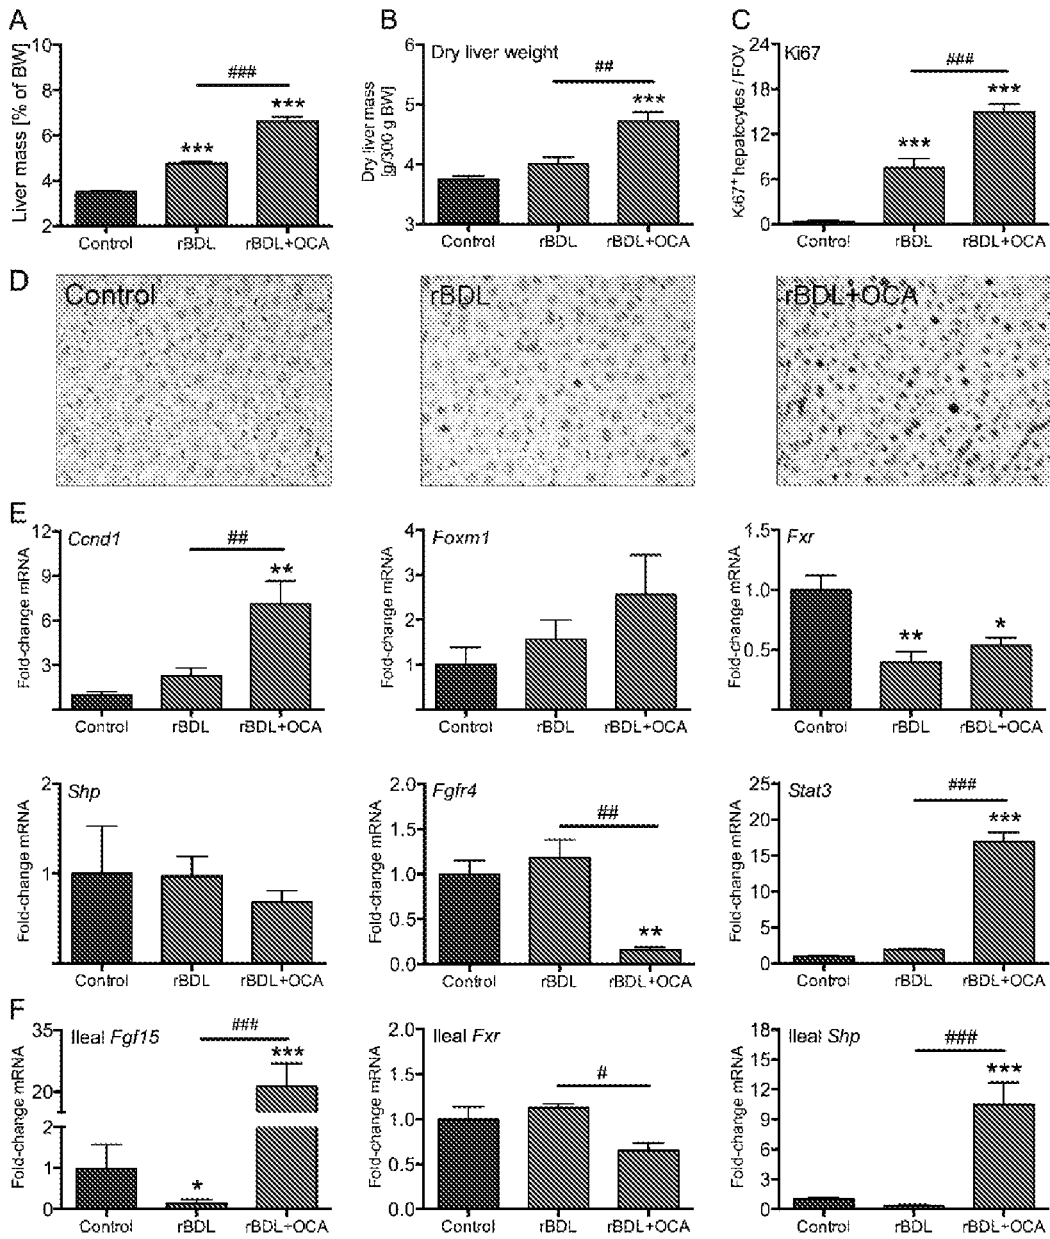 A
B
C
Liver mass [% of BW]
10
8
6
4
2
###
***
***
Control
rBDL
rBDL+OCA
Dry liver mass
[g/300 g BW]
6
5
4
3
Dry liver weight
##
***
Control
rBDL
rBDL+OCA
Ki67⁺ hepatocytes / FOV
24
18
12
6
0
Ki67
###
***
***
Control
rBDL
rBDL+OCA
D
Control
rBDL
rBDL+OCA
E
Fold-change mRNA
12
9
6
3
Ccnd1
##
**
Control
rBDL
rBDL+OCA
Fold-change mRNA
4
3
2
1
Foxm1
Control
rBDL
rBDL+OCA
Fold-change mRNA
1.5
1.0
0.5
Fxr
**
*
Control
rBDL
rBDL+OCA
Fold-change mRNA
2
1
Shp
Control
rBDL
rBDL+OCA
Fold-change mRNA
2.0
1.5
1.0
0.5
0.0
Fgfr4
##
**
Control
rBDL
rBDL+OCA
Fold-change mRNA
25
20
15
10
5
0
Stat3
###
***
Control
rBDL
rBDL+OCA
F
Fold-change mRNA
35
20
2
1
0
Ileal Fgf15
###
***
*
Control
rBDL
rBDL+OCA
Fold-change mRNA
2.0
1.5
1.0
0.5
0.0
Ileal Fxr
#
Control
rBDL
rBDL+OCA
Fold-change mRNA
18
15
12
9
6
3
0
Ileal Shp
###
***
Control
rBDL
rBDL+OCA